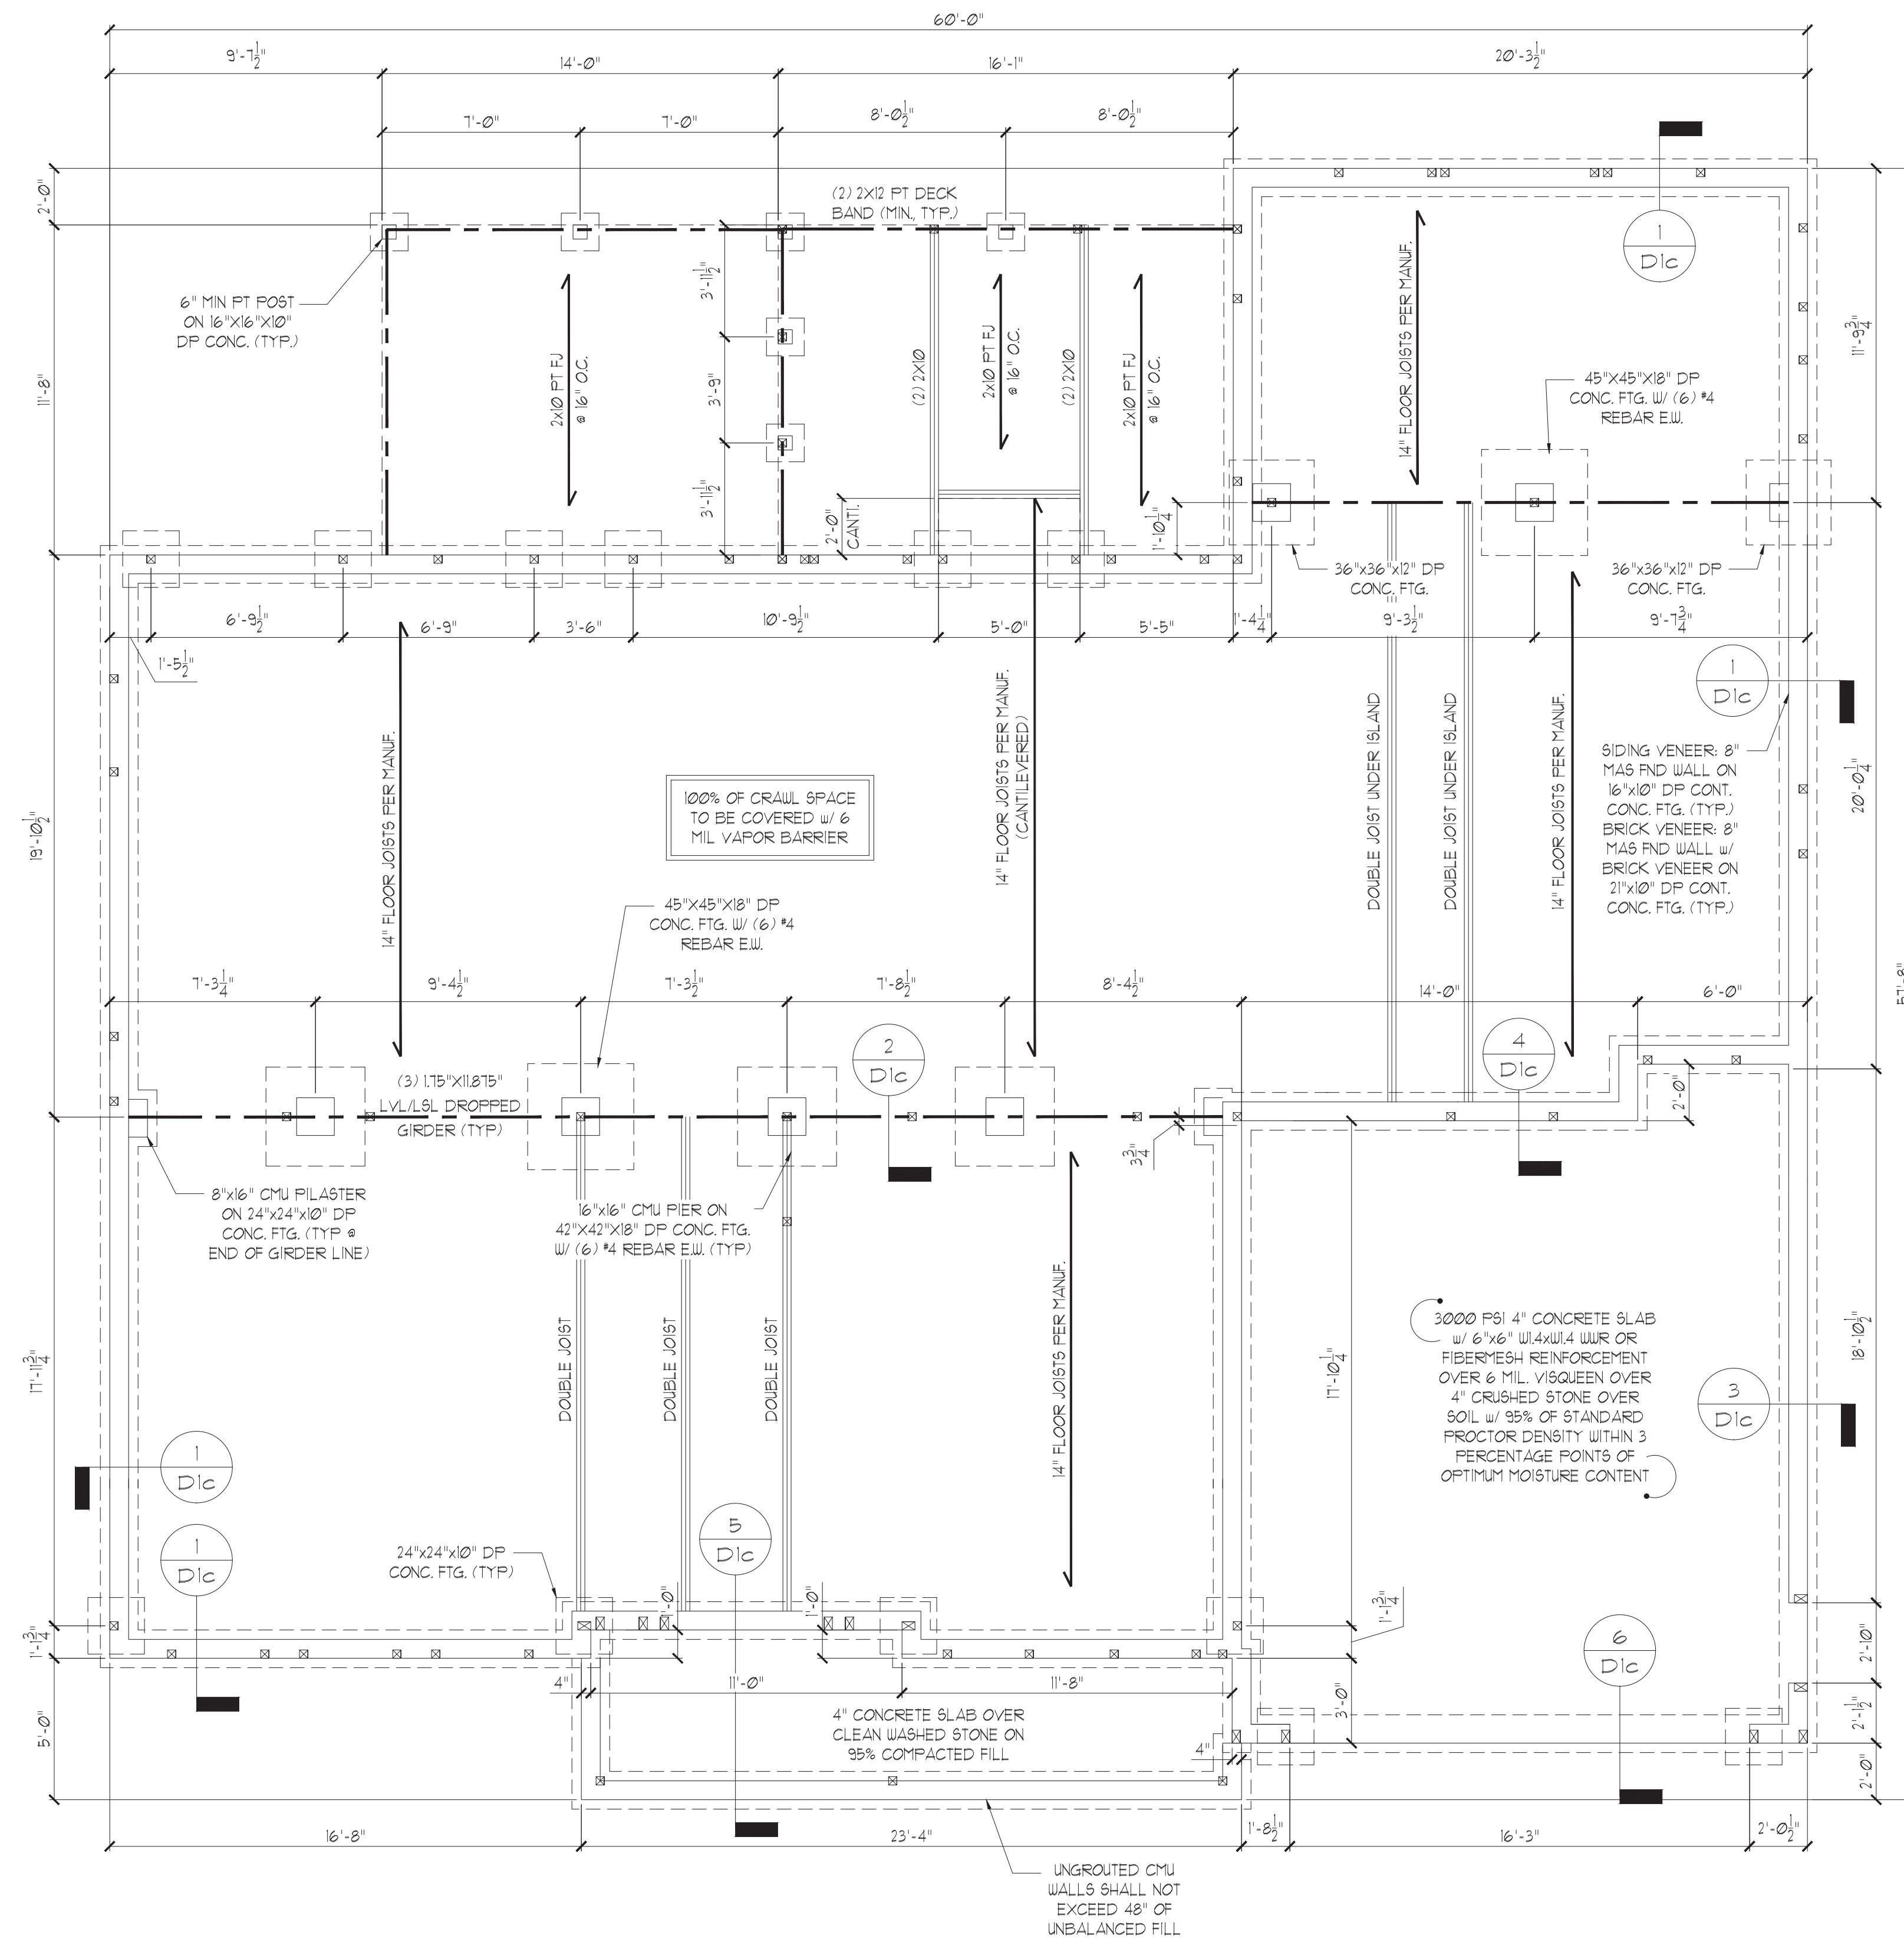 60'-0"
9'-7 1/2"
14'-0"
16'-1"
20'-3 1/2"
7'-0"
7'-0"
8'-0 1/2"
8'-0 1/2"
2'-0"
11'-8"
19'-10 1/2"
17'-11 3/4"
1'-1 3/4"
5'-0"
(2) 2X12 PT DECK
BAND (MIN., TYP.)
6" MIN PT POST
ON 16"X16"X10"
DP CONC. (TYP.)
2x10 PT FJ
@ 16" O.C.
3'-11 1/2"
3'-9"
3'-11 1/2"
(2) 2X10
2x10 PT FJ
@ 16" O.C.
(2) 2X10
2x10 PT FJ
@ 16" O.C.
2'-0"
CANTI.
1'-10 1/4"
14" FLOOR JOISTS PER MANUF.
1
D1c
45"X45"X18" DP
CONC. FTG. W/ (6) #4
REBAR E.W.
11'-9 3/4"
36"x36"x12" DP
CONC. FTG.
36"x36"x12" DP
CONC. FTG.
1'-5 1/2"
6'-9 1/2"
6'-9"
3'-6"
10'-9 1/2"
5'-0"
5'-5"
1'-4 1/4"
9'-3 1/2"
9'-7 3/4"
14" FLOOR JOISTS PER MANUF.
100% OF CRAWL SPACE
TO BE COVERED w/ 6
MIL VAPOR BARRIER
14" FLOOR JOISTS PER MANUF.
(CANTILEVERED)
DOUBLE JOIST UNDER ISLAND
DOUBLE JOIST UNDER ISLAND
14" FLOOR JOISTS PER MANUF.
1
D1c
SIDING VENEER: 8"
MAS FND WALL ON
16"x10" DP CONT.
CONC. FTG. (TYP.)
BRICK VENEER: 8"
MAS FND WALL w/
BRICK VENEER ON
21"x10" DP CONT.
CONC. FTG. (TYP.)
20'-0 1/4"
57'-8"
45"X45"X18" DP
CONC. FTG. W/ (6) #4
REBAR E.W.
7'-3 1/4"
9'-4 1/2"
7'-3 1/2"
7'-8 1/2"
8'-4 1/2"
14'-0"
6'-0"
2
D1c
4
D1c
2'-0"
(3) 1.75"X11.875"
LVL/LSL DROPPED
GIRDER (TYP)
3 3/4"
8"x16" CMU PILASTER
ON 24"x24"x10" DP
CONC. FTG. (TYP @
END OF GIRDER LINE)
16"x16" CMU PIER ON
42"X42"X18" DP CONC. FTG.
W/ (6) #4 REBAR E.W. (TYP)
DOUBLE JOIST
DOUBLE JOIST
DOUBLE JOIST
14" FLOOR JOISTS PER MANUF.
17'-10 1/4"
3000 PSI 4" CONCRETE SLAB
w/ 6"x6" W1.4xW1.4 WWR OR
FIBERMESH REINFORCEMENT
OVER 6 MIL. VISQUEEN OVER
4" CRUSHED STONE OVER
SOIL w/ 95% OF STANDARD
PROCTOR DENSITY WITHIN 3
PERCENTAGE POINTS OF
OPTIMUM MOISTURE CONTENT
18'-10 1/2"
3
D1c
1
D1c
1
D1c
24"x24"x10" DP
CONC. FTG. (TYP)
5
D1c
1'-1 3/4"
6
D1c
2'-10"
2'-1 1/2"
2'-0"
3'-0"
4"
11'-0"
11'-8"
4"
4" CONCRETE SLAB OVER
CLEAN WASHED STONE ON
95% COMPACTED FILL
16'-8"
23'-4"
1'-8 1/2"
16'-3"
2'-0 1/2"
UNGROUTED CMU
WALLS SHALL NOT
EXCEED 48" OF
UNBALANCED FILL